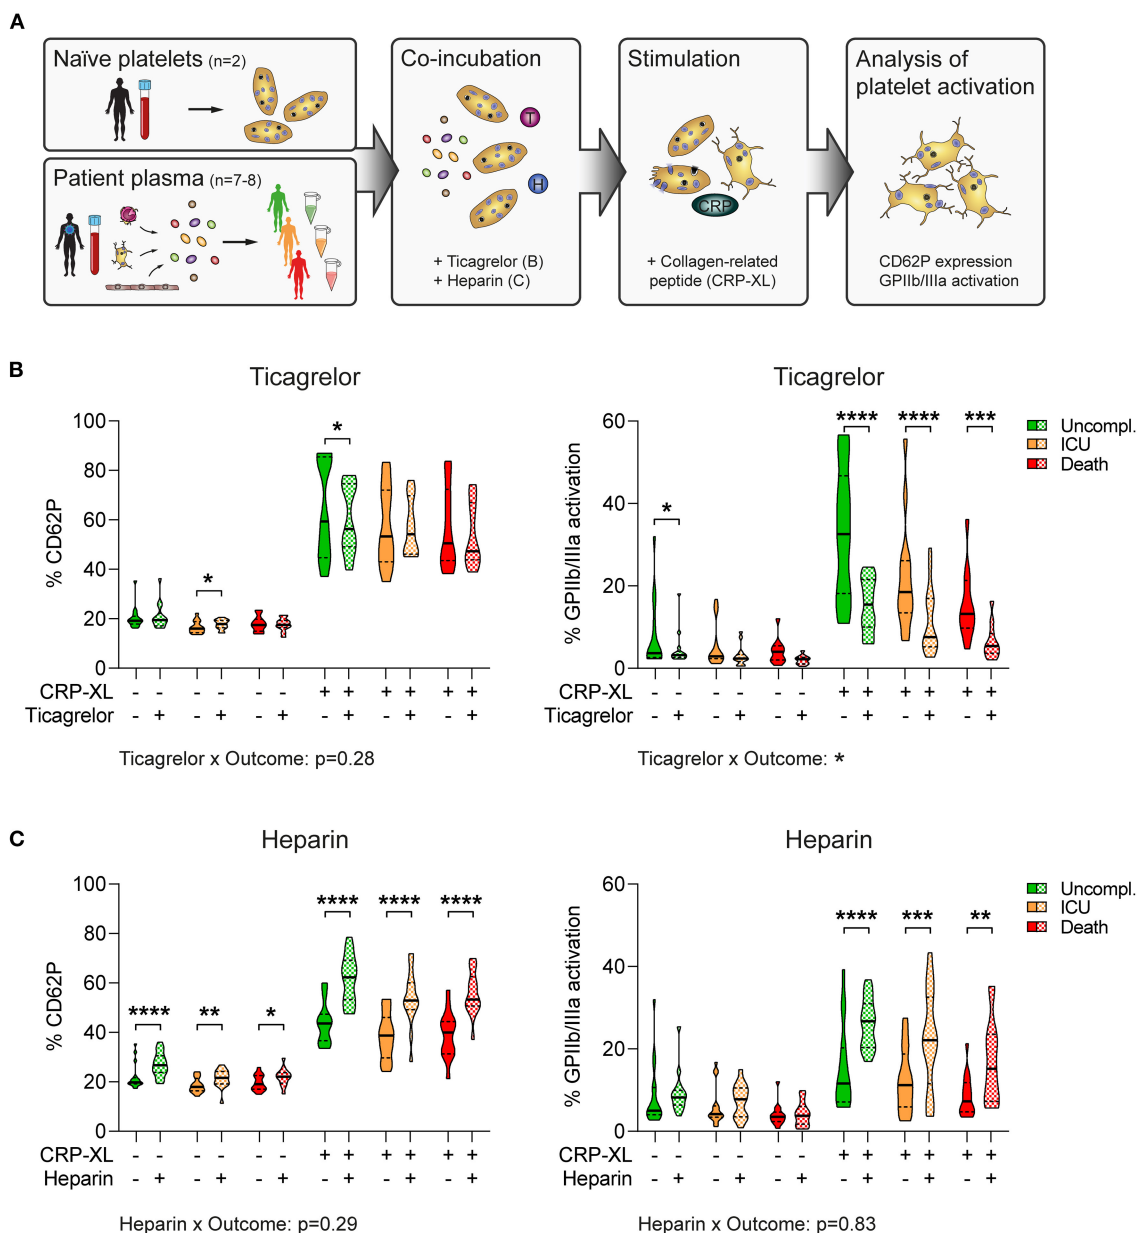 A
Naïve platelets (n=2)
Patient plasma (n=7-8)
Co-incubation
T
H
+ Ticagrelor (B)
+ Heparin (C)
Stimulation
CRP
+ Collagen-related
peptide (CRP-XL)
Analysis of
platelet activation
CD62P expression
GPIIb/IIIa activation
B
Ticagrelor
% CD62P
100
80
60
40
20
0
* *
CRP-XL - - - - - - + + + + + +
Ticagrelor - + - + - + - + - + - +
Ticagrelor x Outcome: p=0.28
Ticagrelor
% GPIIb/IIIa activation
60
40
20
0
* **** **** ***
CRP-XL - - - - - - + + + + + +
Ticagrelor - + - + - + - + - + - +
Ticagrelor x Outcome: *
Uncompl.
ICU
Death
C
Heparin
% CD62P
100
80
60
40
20
0
**** ** * **** **** ****
CRP-XL - - - - - - + + + + + +
Heparin - + - + - + - + - + - +
Heparin x Outcome: p=0.29
Heparin
% GPIIb/IIIa activation
60
40
20
0
**** *** **
CRP-XL - - - - - - + + + + + +
Heparin - + - + - + - + - + - +
Heparin x Outcome: p=0.83
Uncompl.
ICU
Death